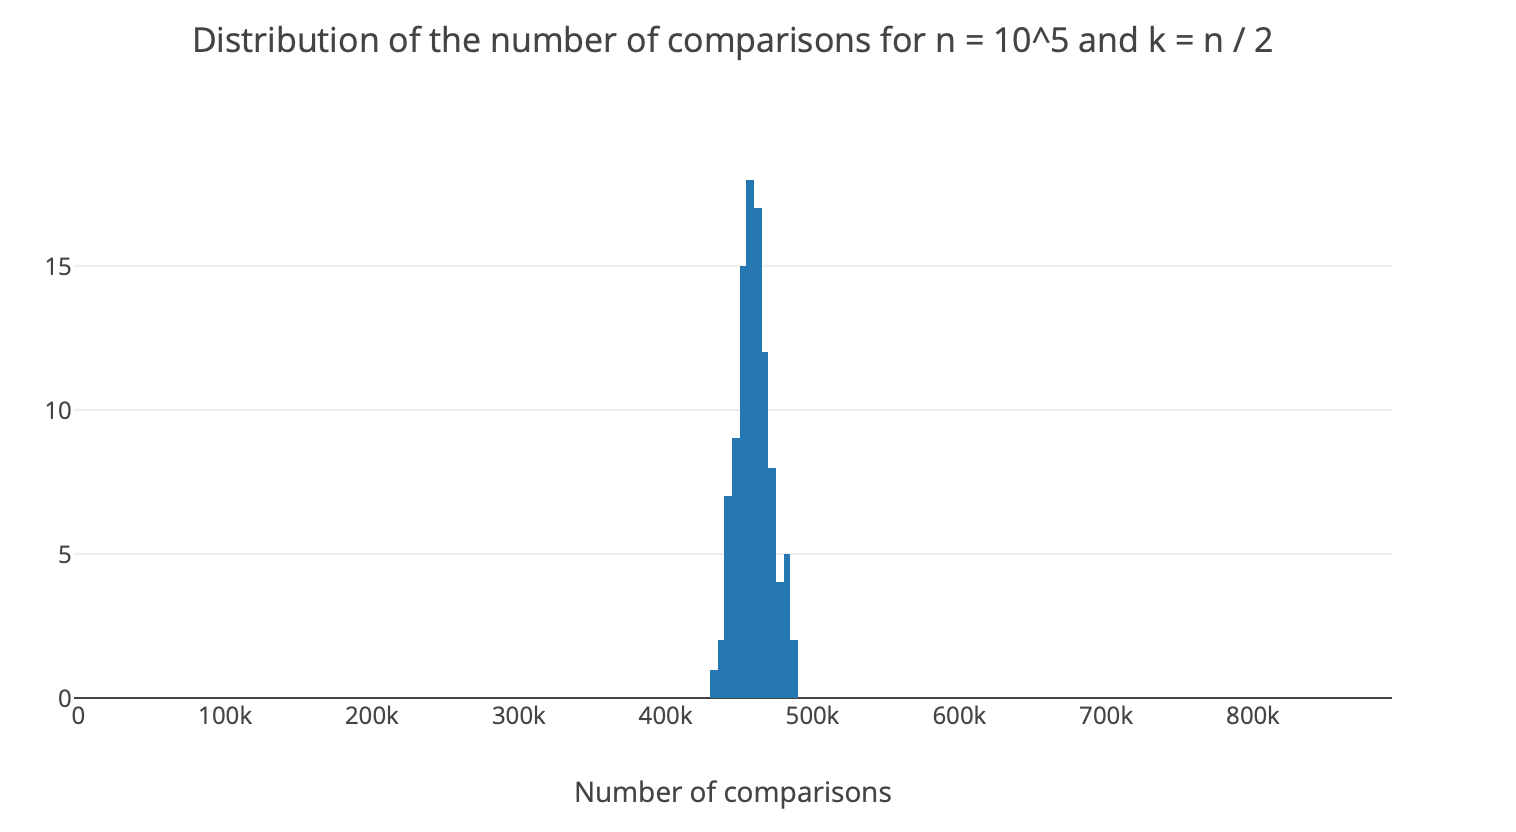 Distribution of the number of comparisons for n = 10^5 and k = n / 2
15
10
5
0
0 100k 200k 300k 400k 500k 600k 700k 800k
Number of comparisons